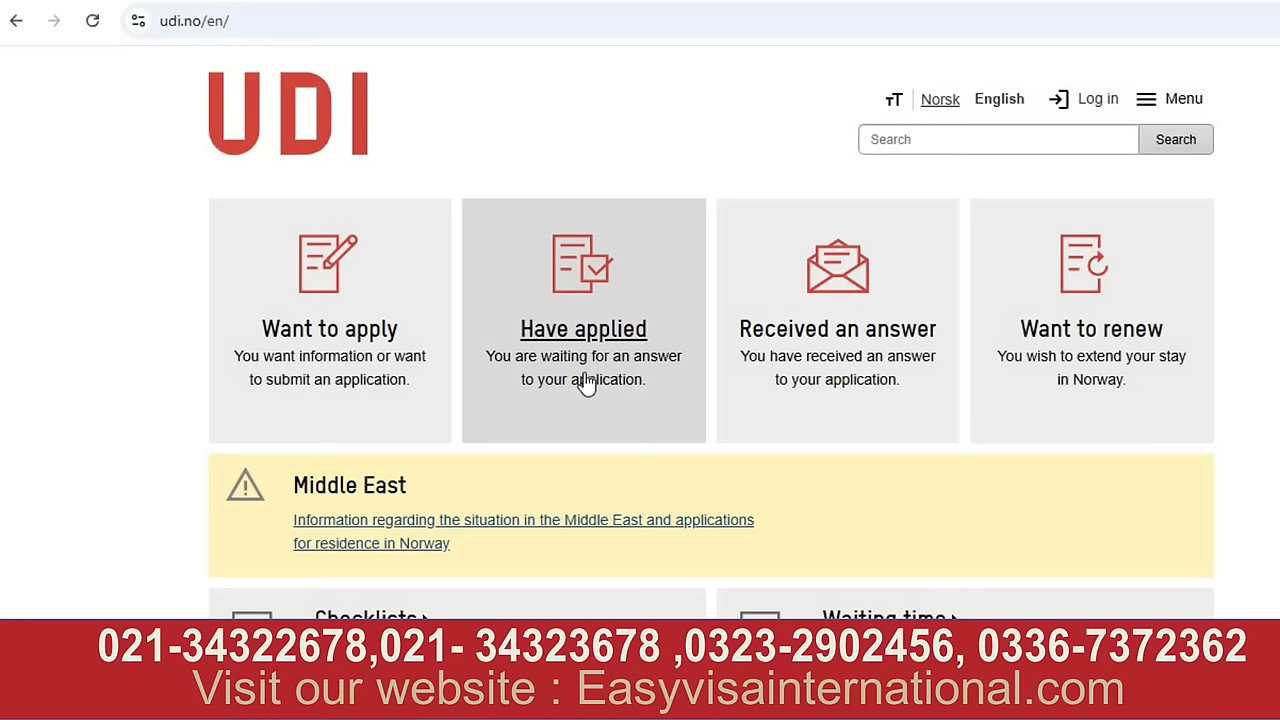 udi.no/en/
UDI
Norsk English Log in Menu
Search Search
Want to apply
You want information or want
to submit an application.
Have applied
You are waiting for an answer
to your application.
Received an answer
You have received an answer
to your application.
Want to renew
You wish to extend your stay
in Norway.
Middle East
Information regarding the situation in the Middle East and applications
for residence in Norway
Checklists
Waiting time
021-34322678,021- 34323678 ,0323-2902456, 0336-7372362
Visit our website : Easyvisainternational.com